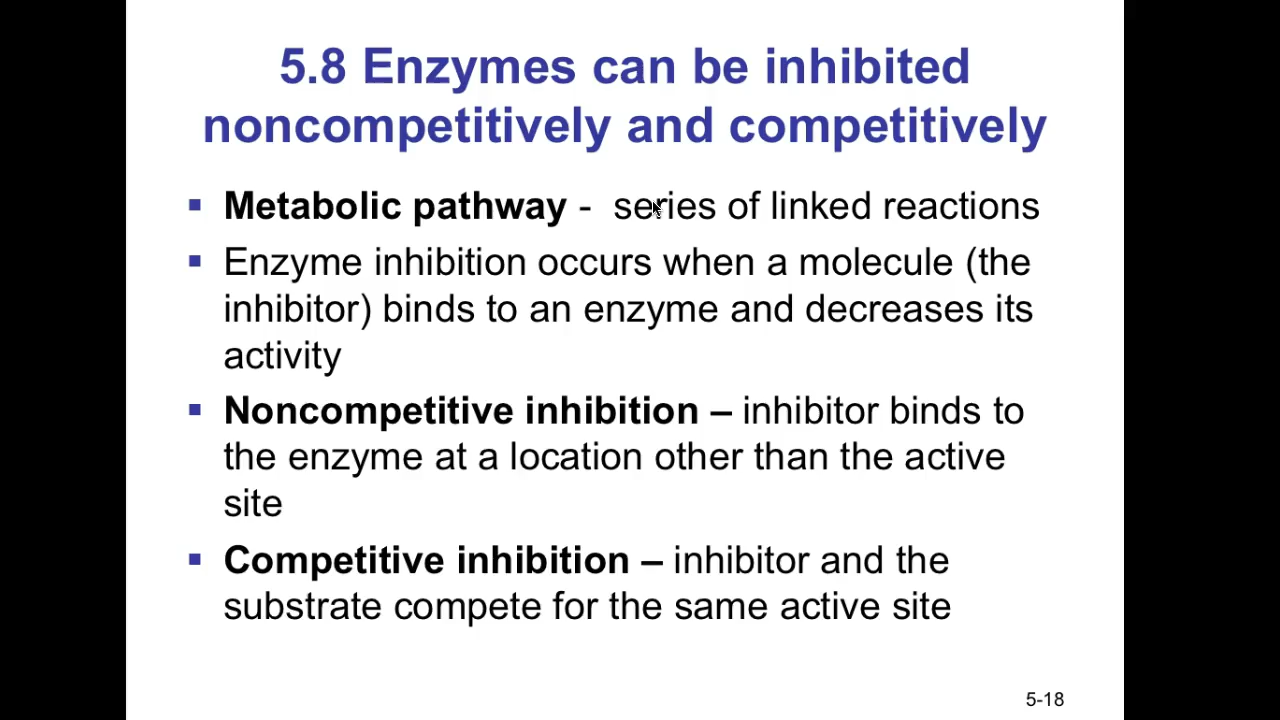 5.8 Enzymes can be inhibited
noncompetitively and competitively
▪ Metabolic pathway - series of linked reactions
▪ Enzyme inhibition occurs when a molecule (the
inhibitor) binds to an enzyme and decreases its
activity
▪ Noncompetitive inhibition – inhibitor binds to
the enzyme at a location other than the active
site
▪ Competitive inhibition – inhibitor and the
substrate compete for the same active site
5-18